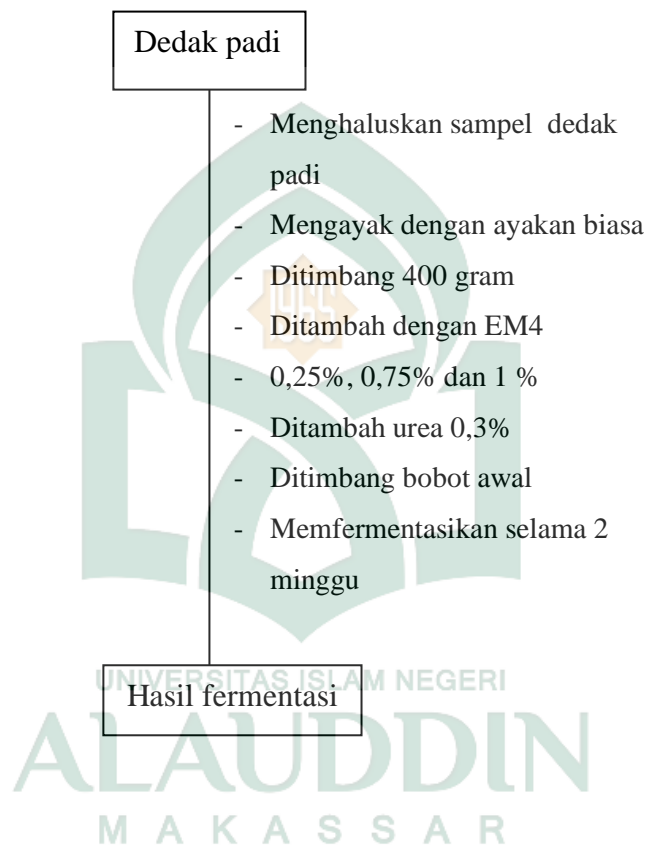 Dedak padi
- Menghaluskan sampel dedak
padi
- Mengayak dengan ayakan biasa
- Ditimbang 400 gram
- Ditambah dengan EM4
- 0,25%, 0,75% dan 1 %
- Ditambah urea 0,3%
- Ditimbang bobot awal
- Memfermentasikan selama 2
minggu
1965
UNIVERSITAS ISLAM NEGERI
Hasil fermentasi
ALAUDDIN
MAKASSAR